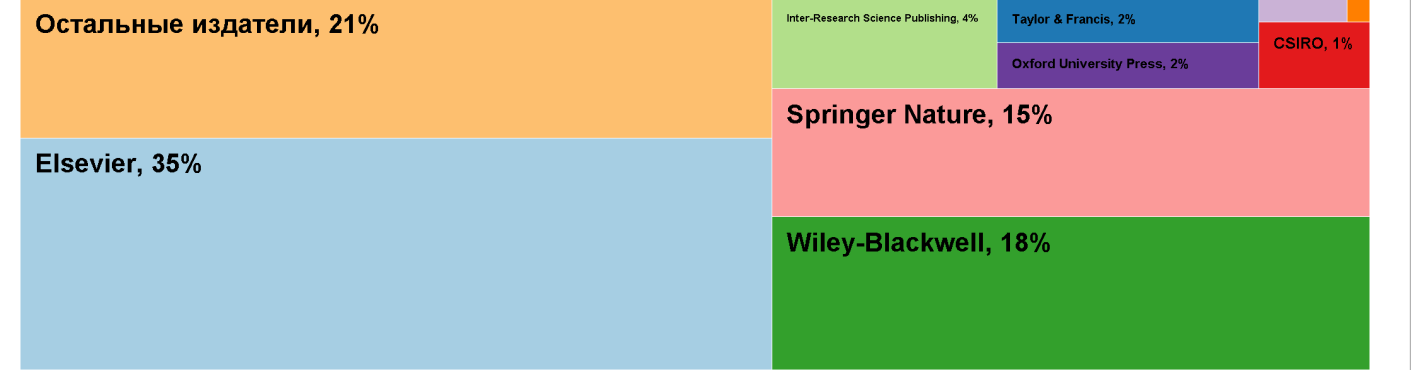 Остальные издатели, 21%
Elsevier, 35%
Inter-Research Science Publishing, 4%
Taylor & Francis, 2%
Oxford University Press, 2%
CSIRO, 1%
Springer Nature, 15%
Wiley-Blackwell, 18%